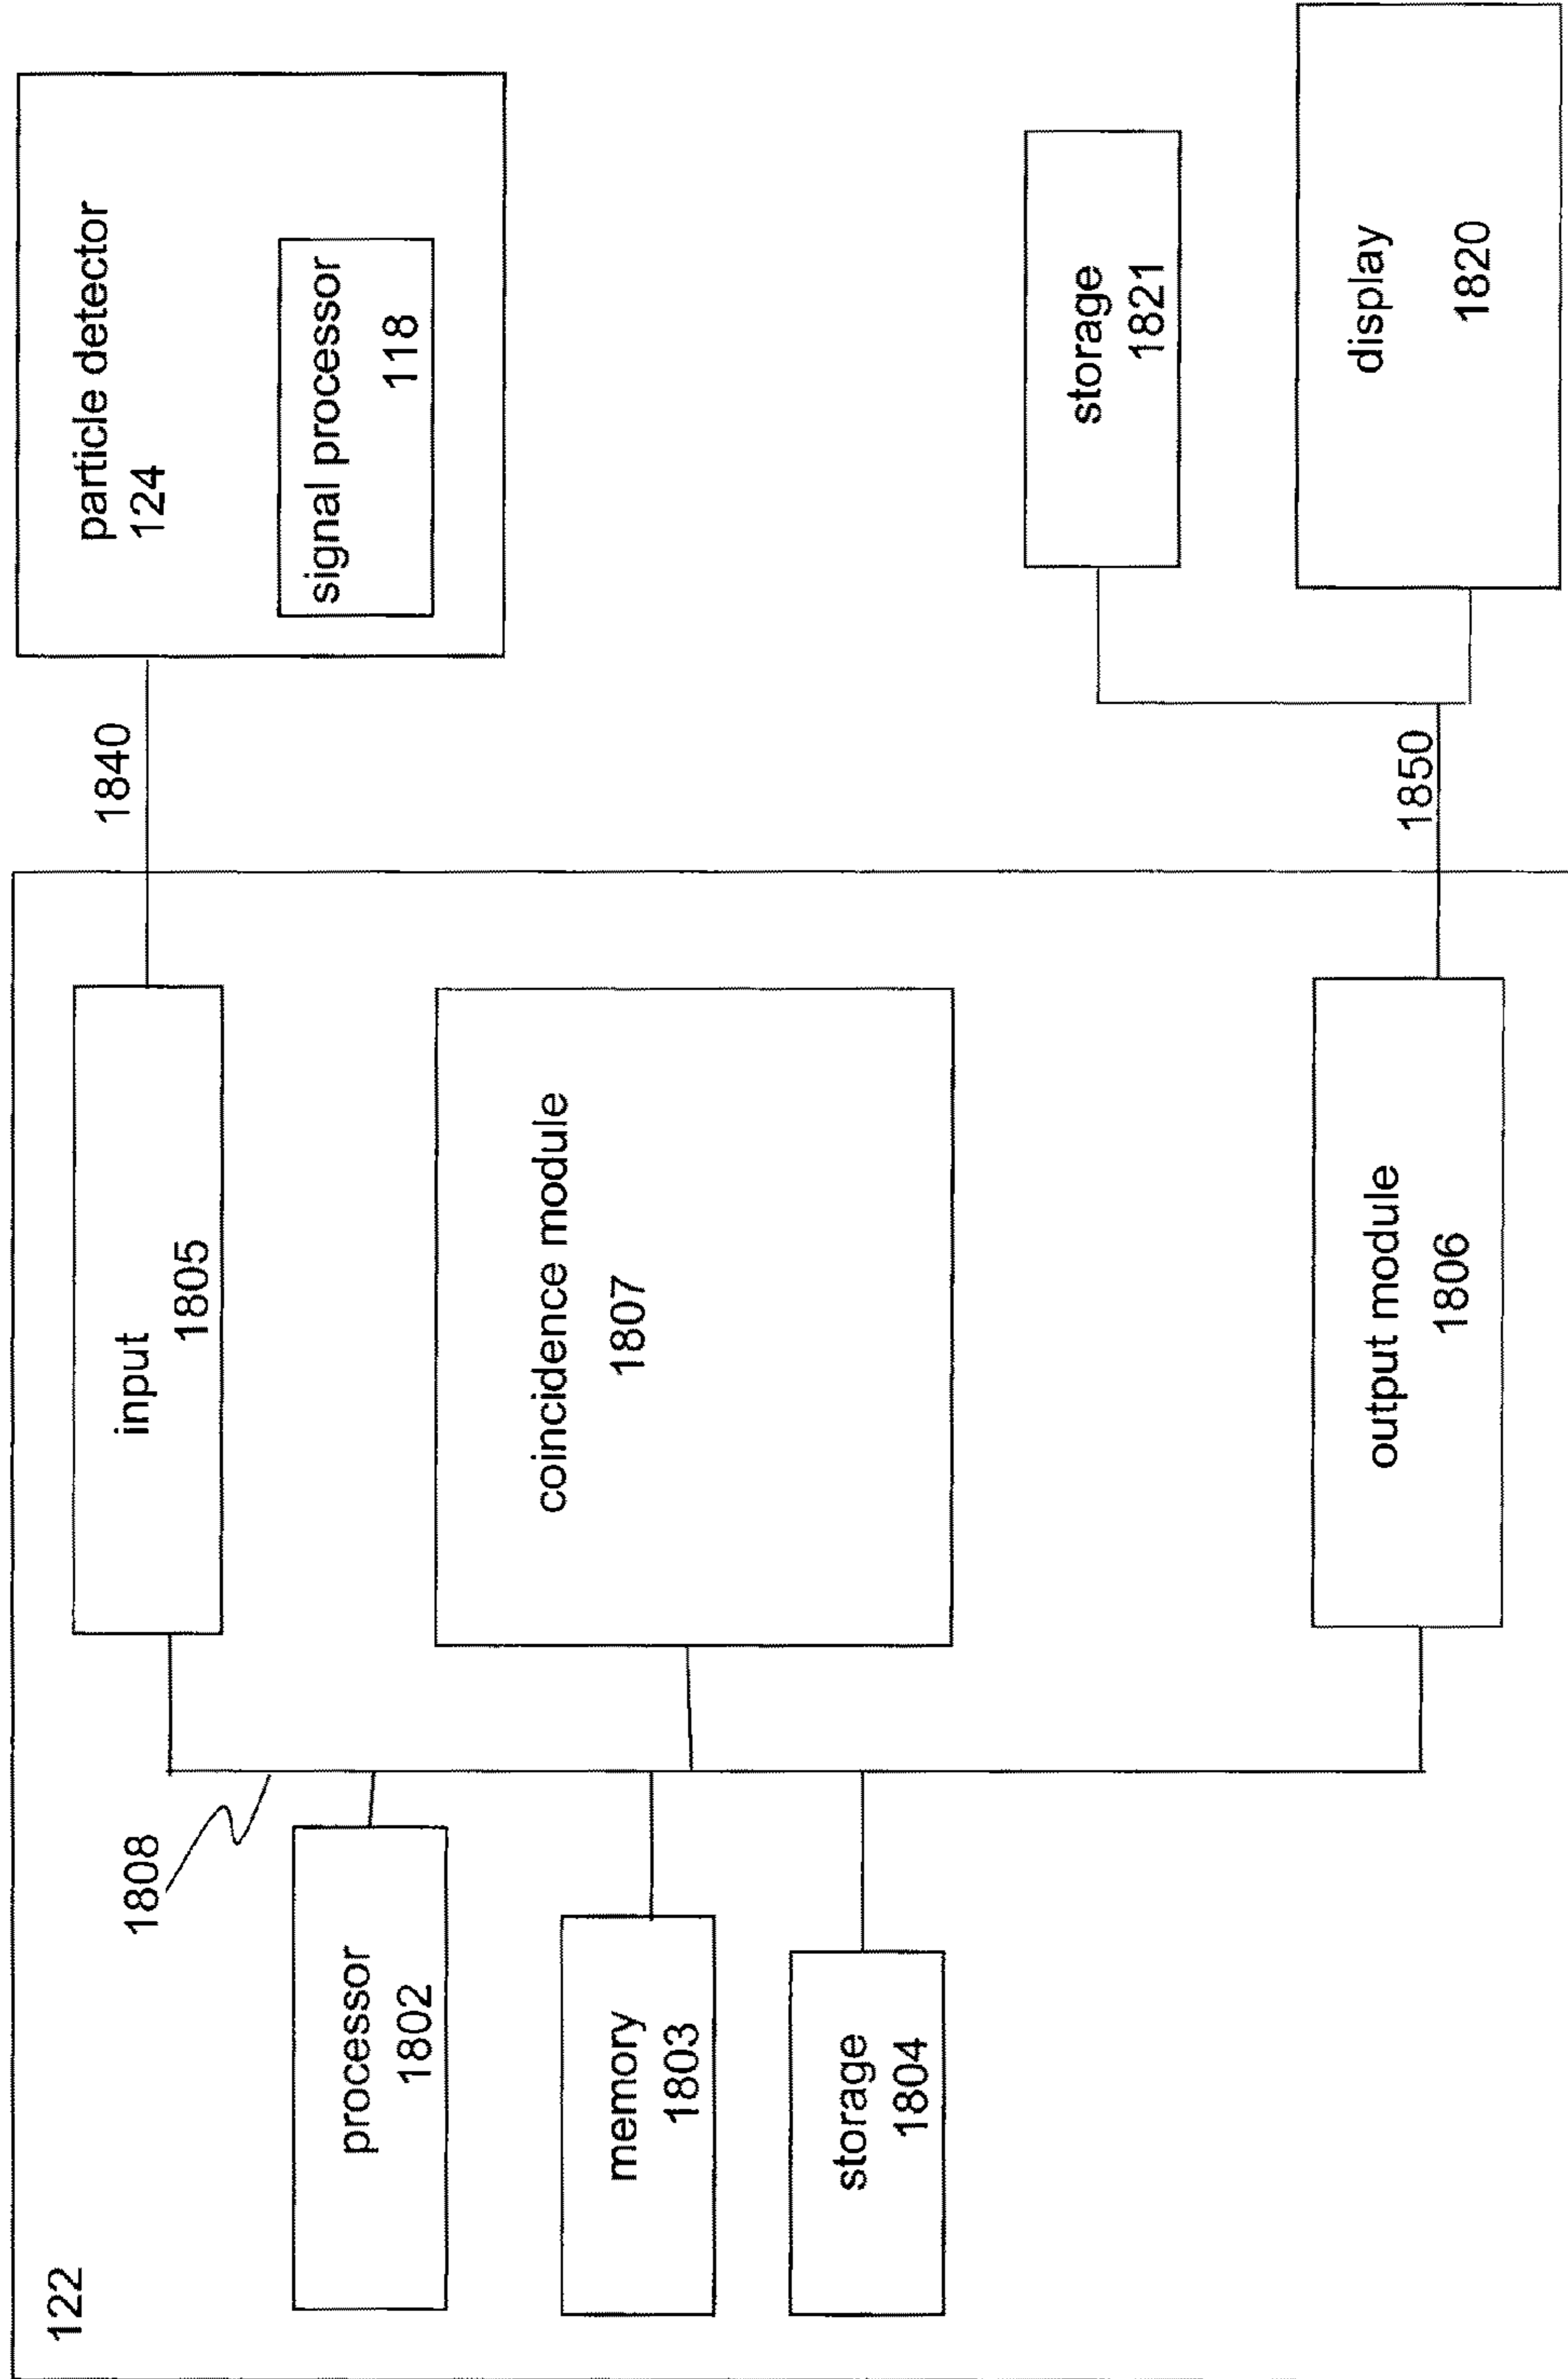 122
processor
1802
memory
1803
storage
1804
1808
input
1805
coincidence module
1807
output module
1806
1840
1850
particle detector
124
signal processor
118
storage
1821
display
1820